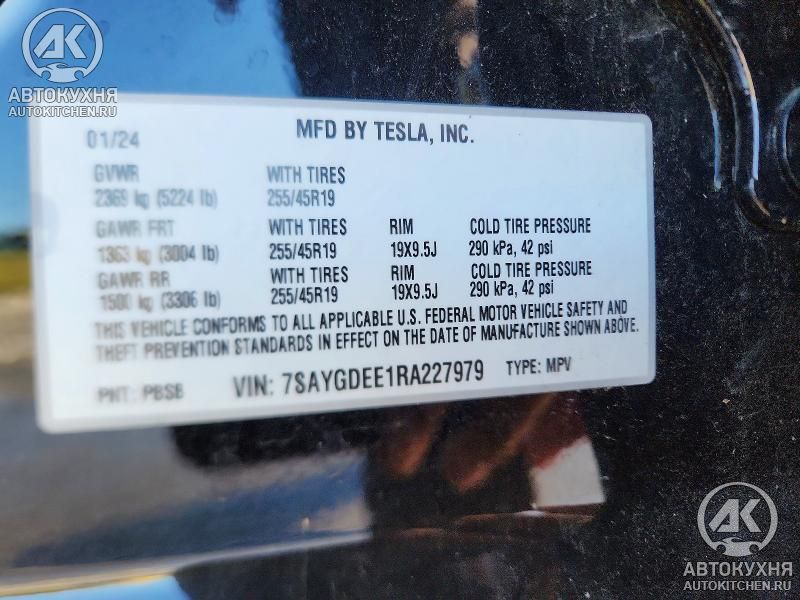 АК
АВТОКУХНЯ
AUTOKITCHEN.RU
01/24 MFD BY TESLA, INC.
GVWR WITH TIRES
2369 kg (5224 lb) 255/45R19
GAWR FRT WITH TIRES RIM COLD TIRE PRESSURE
1363 kg (3004 lb) 255/45R19 19X9.5J 290 kPa, 42 psi
GAWR RR WITH TIRES RIM COLD TIRE PRESSURE
1500 kg (3306 lb) 255/45R19 19X9.5J 290 kPa, 42 psi
THIS VEHICLE CONFORMS TO ALL APPLICABLE U.S. FEDERAL MOTOR VEHICLE SAFETY AND
THEFT PREVENTION STANDARDS IN EFFECT ON THE DATE OF MANUFACTURE SHOWN ABOVE.
PNT: PBSB VIN: 7SAYGDEE1RA227979 TYPE: MPV
АК
АВТОКУХНЯ
AUTOKITCHEN.RU